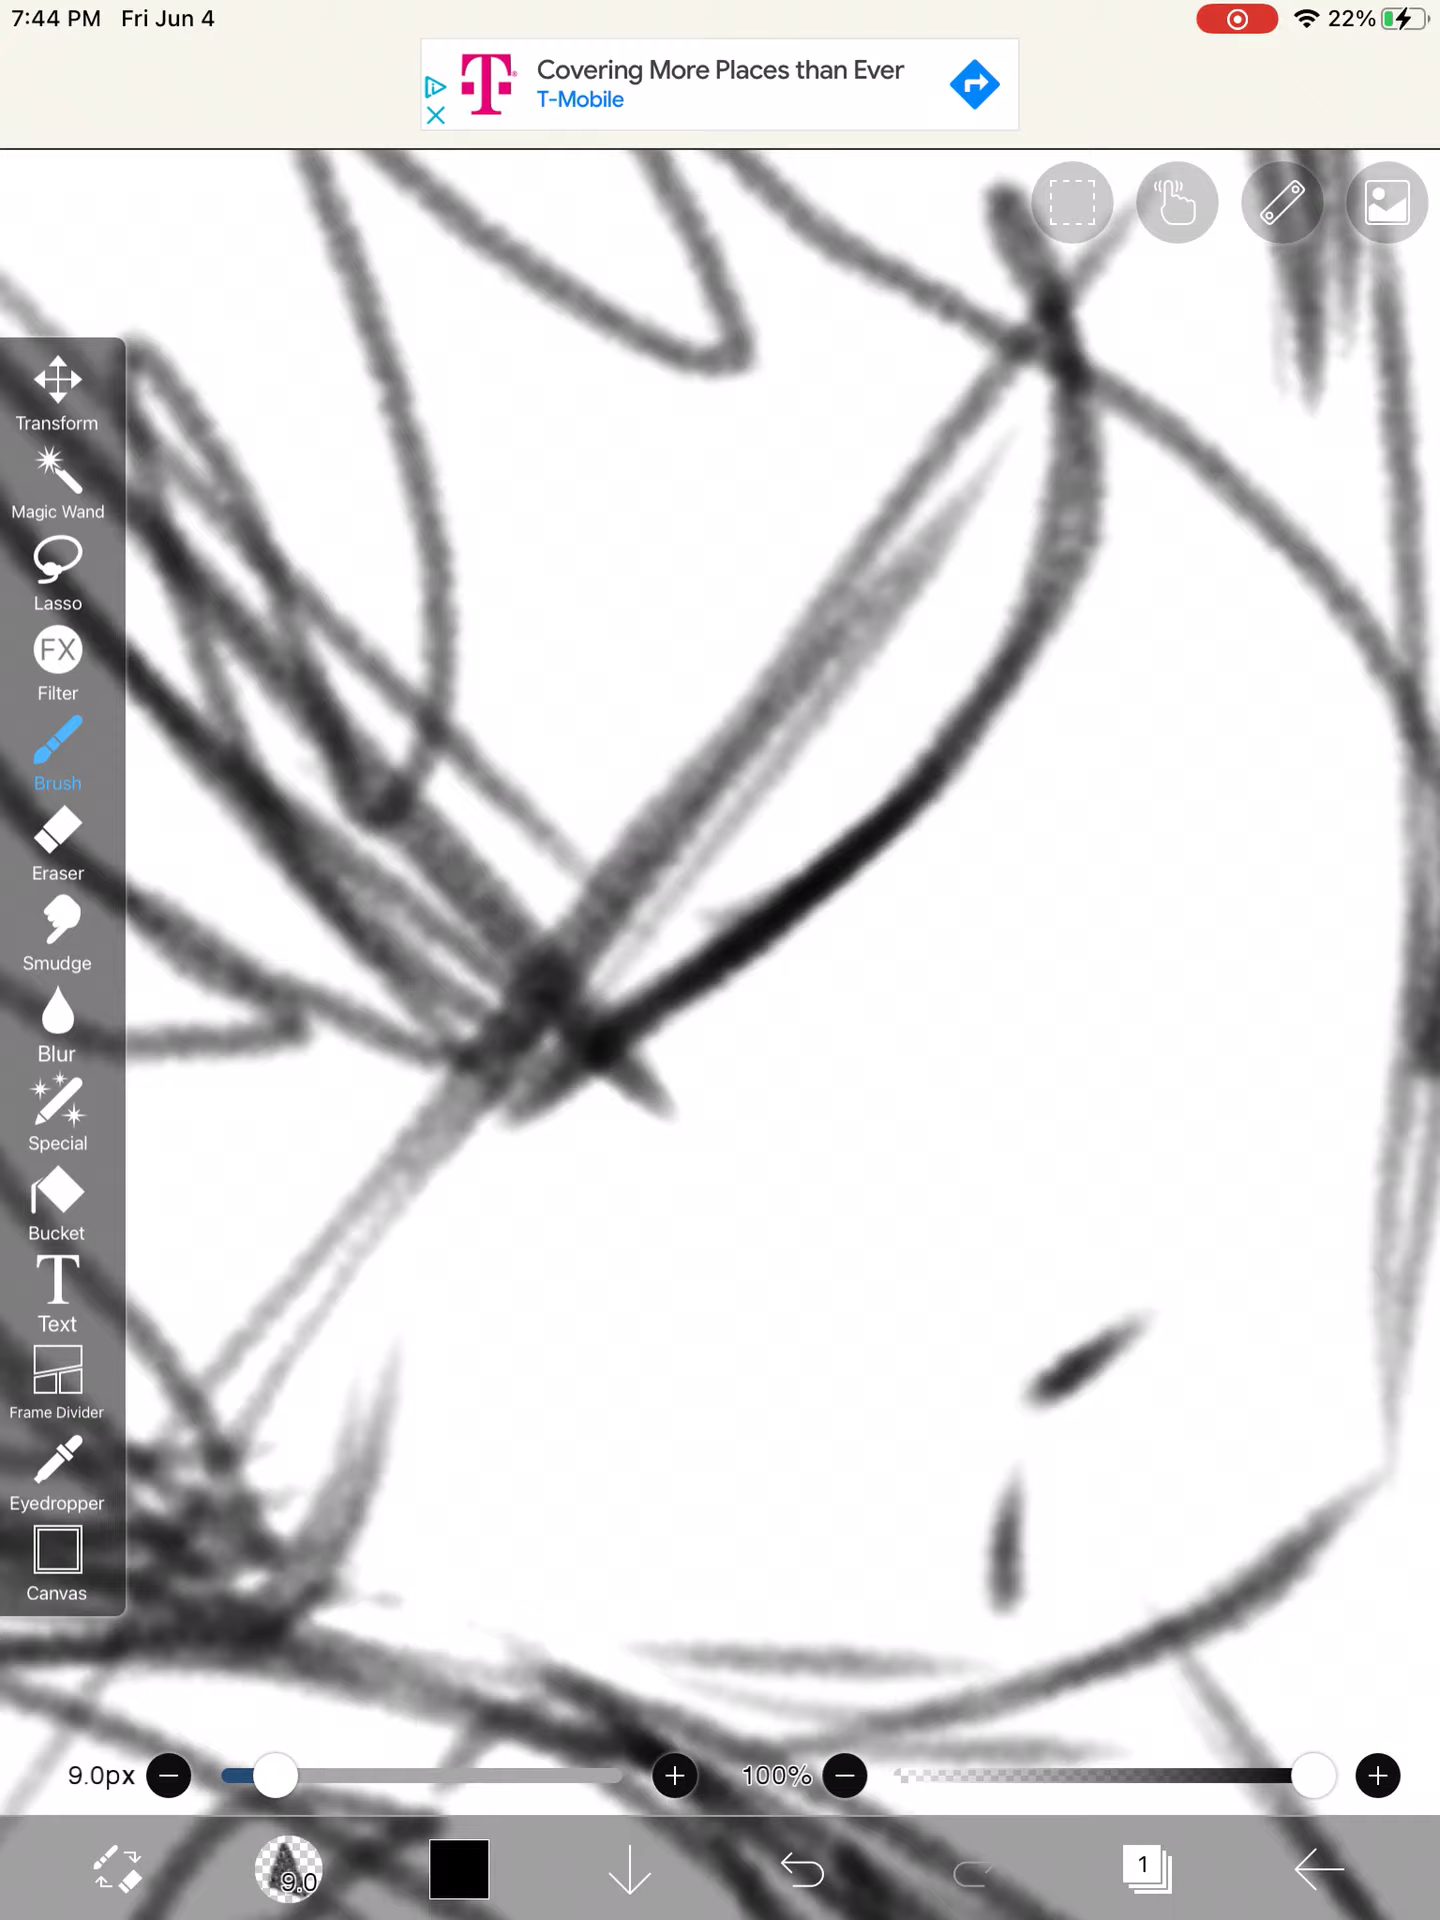 7:44 PM Fri Jun 4
22%
Covering More Places than Ever
T-Mobile
Transform
Magic Wand
Lasso
FX
Filter
Brush
Eraser
Smudge
Blur
Special
Bucket
T
Text
Frame Divider
Eyedropper
Canvas
9.0px
100%
9.0
1